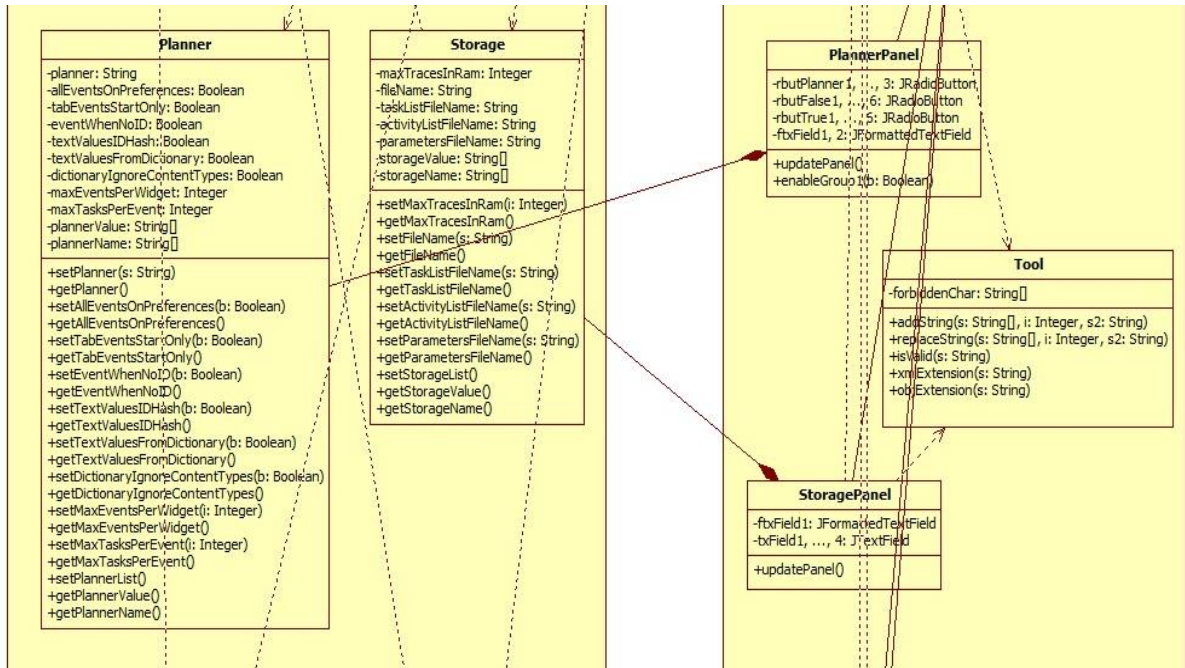 Planner
-planner: String
-allEventsOnPreferences: Boolean
-tabEventsStartOnly: Boolean
-eventWhenNoID: Boolean
-textValuesIDHash: Boolean
-textValuesFromDictionary: Boolean
-dictionaryIgnoreContentTypes: Boolean
-maxEventsPerWidget: Integer
-maxTasksPerEvent: Integer
-plannerValue: String[]
-plannerName: String[]
+setPlanner(s: String)
+getPlanner()
+setAllEventsOnPreferences(b: Boolean)
+getAllEventsOnPreferences()
+setTabEventsStartOnly(b: Boolean)
+getTabEventsStartOnly()
+setEventWhenNoID(b: Boolean)
+getEventWhenNoID()
+setTextValuesIDHash(b: Boolean)
+getTextValuesIDHash()
+setTextValuesFromDictionary(b: Boolean)
+getTextValuesFromDictionary()
+setDictionaryIgnoreContentTypes(b: Boolean)
+getDictionaryIgnoreContentTypes()
+setMaxEventsPerWidget(i: Integer)
+getMaxEventsPerWidget()
+setMaxTasksPerEvent(i: Integer)
+getMaxTasksPerEvent()
+setPlannerList()
+getPlannerValue()
+getPlannerName()
Storage
-maxTracesInRam: Integer
-fileName: String
-taskListFileName: String
-activityListFileName: String
-parametersFileName: String
-storageValue: String[]
-storageName: String[]
+setMaxTracesInRam(i: Integer)
+getMaxTracesInRam()
+setFileName(s: String)
+getFileName()
+setTaskListFileName(s: String)
+getTaskListFileName()
+setActivityListFileName(s: String)
+getActivityListFileName()
+setParametersFileName(s: String)
+getParametersFileName()
+setStorageList()
+getStorageValue()
+getStorageName()
PlannerPanel
-rbutPlanner1, ..., 3: JRadioButton
-rbutFalse1, ..., 6: JRadioButton
-rbutTrue1, ..., 5: JRadioButton
-ftxField1, 2: JFormattedTextField
+updatePanel()
+enableGroup1(b: Boolean)
Tool
-forbiddenChar: String[]
+addString(s: String[], i: Integer, s2: String)
+replaceString(s: String[], i: Integer, s2: String)
+isValid(s: String)
+xmlExtension(s: String)
+objExtension(s: String)
StoragePanel
-ftxField1: JFormattedTextField
-txField1, ..., 4: JTextField
+updatePanel()